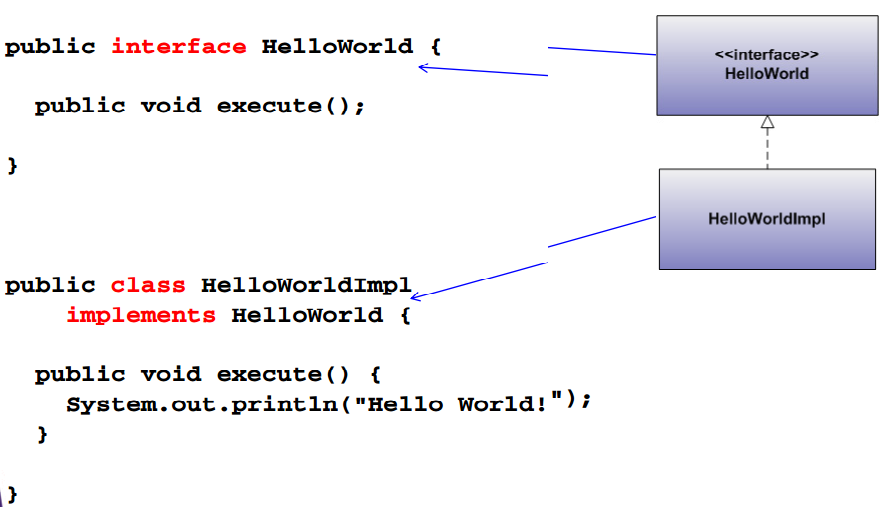 public interface HelloWorld {
public void execute();
}
public class HelloWorldImpl
implements HelloWorld {
public void execute() {
System.out.println("Hello World!");
}
}
<<interface>>
HelloWorld
HelloWorldImpl